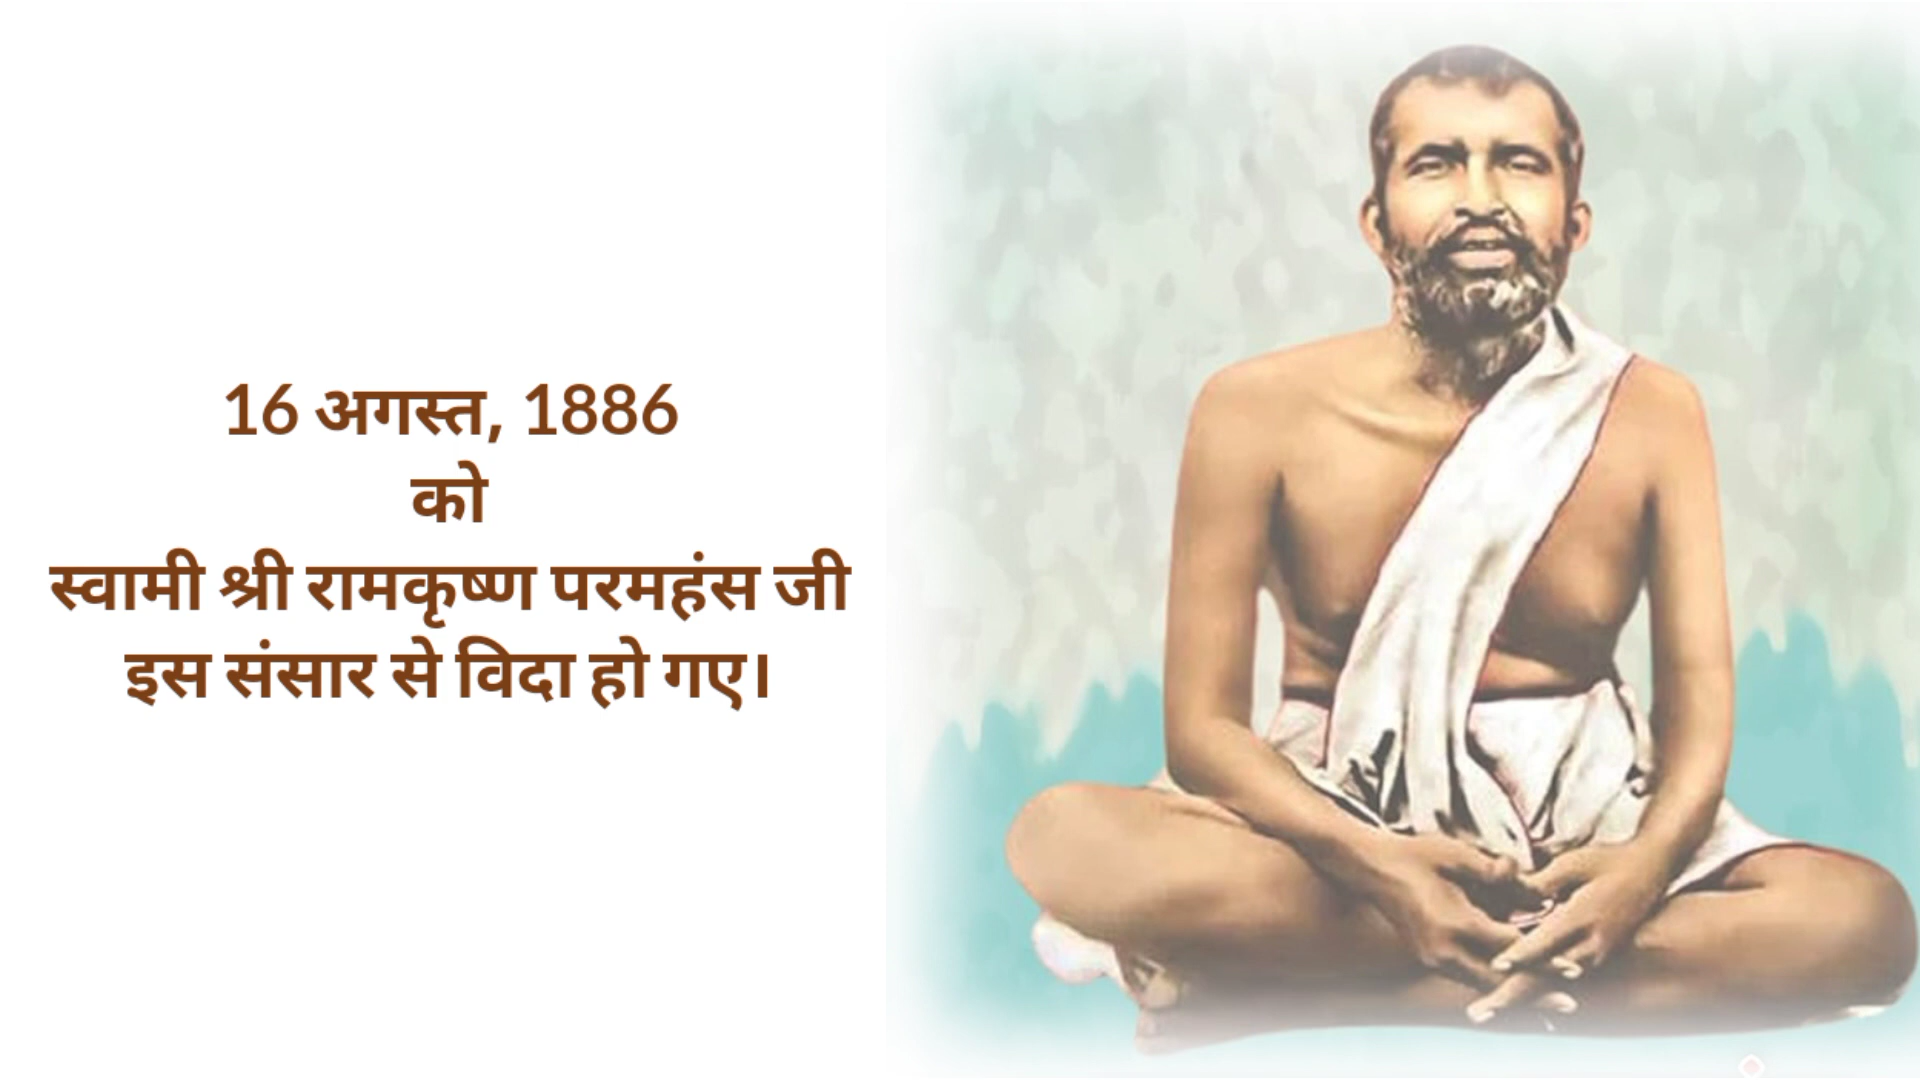 16 अगस्त, 1886
को
स्वामी श्री रामकृष्ण परमहंस जी
इस संसार से विदा हो गए।